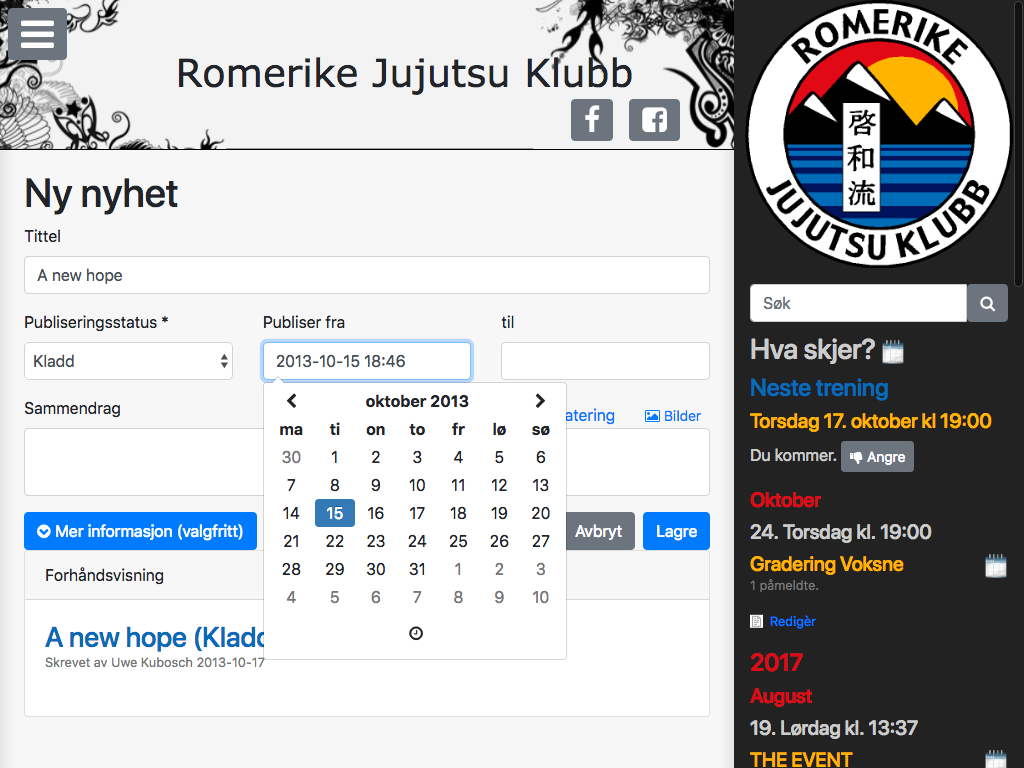 Romerike Jujutsu Klubb
Ny nyhet
Tittel
A new hope
Publiseringsstatus *
Publiser fra
til
Kladd
2013-10-15 18:46
Sammendrag
atering
Bilder
oktober 2013
ma ti on to fr lø sø
30 1 2 3 4 5 6
7 8 9 10 11 12 13
14 15 16 17 18 19 20
21 22 23 24 25 26 27
28 29 30 31 1 2 3
4 5 6 7 8 9 10
Mer informasjon (valgfritt)
Avbryt
Lagre
Forhåndsvisning
A new hope (Kladd
Skrevet av Uwe Kubosch 2013-10-17
ROMERIKE
啓和流
JUJUTSU KLUBB
Søk
Hva skjer?
Neste trening
Torsdag 17. oktober kl 19:00
Du kommer.
Angre
Oktober
24. Torsdag kl. 19:00
Gradering Voksne
1 påmeldte.
Redigèr
2017
August
19. Lørdag kl. 13:37
THE EVENT